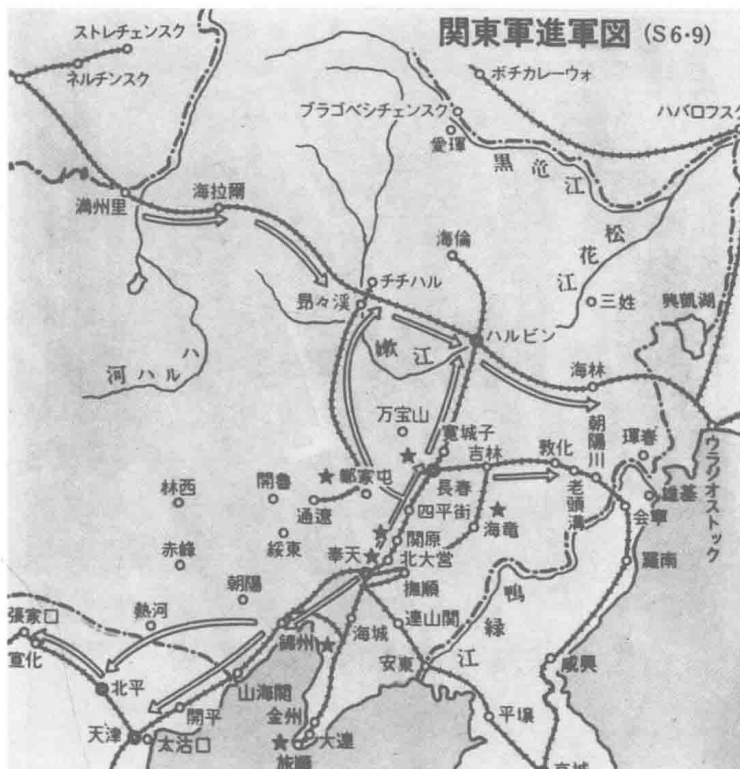 関東軍進軍図 (S6・9)
ストレチェンスク
ネルチンスク
ボチカレーウォ
ブラゴベシチェンスク
ハバロフスク
愛琿
黒竜江
満州里
海拉爾
海倫
松花江
チチハル
昂々渓
三姓
興凱湖
ハルビン
嫩江
ハルハ河
海林
万宝山
寛城子
朝陽川
琿春
ウラジオストック
吉林
敦化
鄭家屯
林西
開魯
通遼
長春
老頭溝
雄基
四平街
海竜
会寧
赤峰
綏東
開原
奉天
北大営
羅南
朝陽
撫順
鴨緑江
張家口
熱河
連山関
錦州
海城
宣化
安東
咸興
山海関
北平
金州
開平
平壌
天津
太沽口
大連
旅順
京城